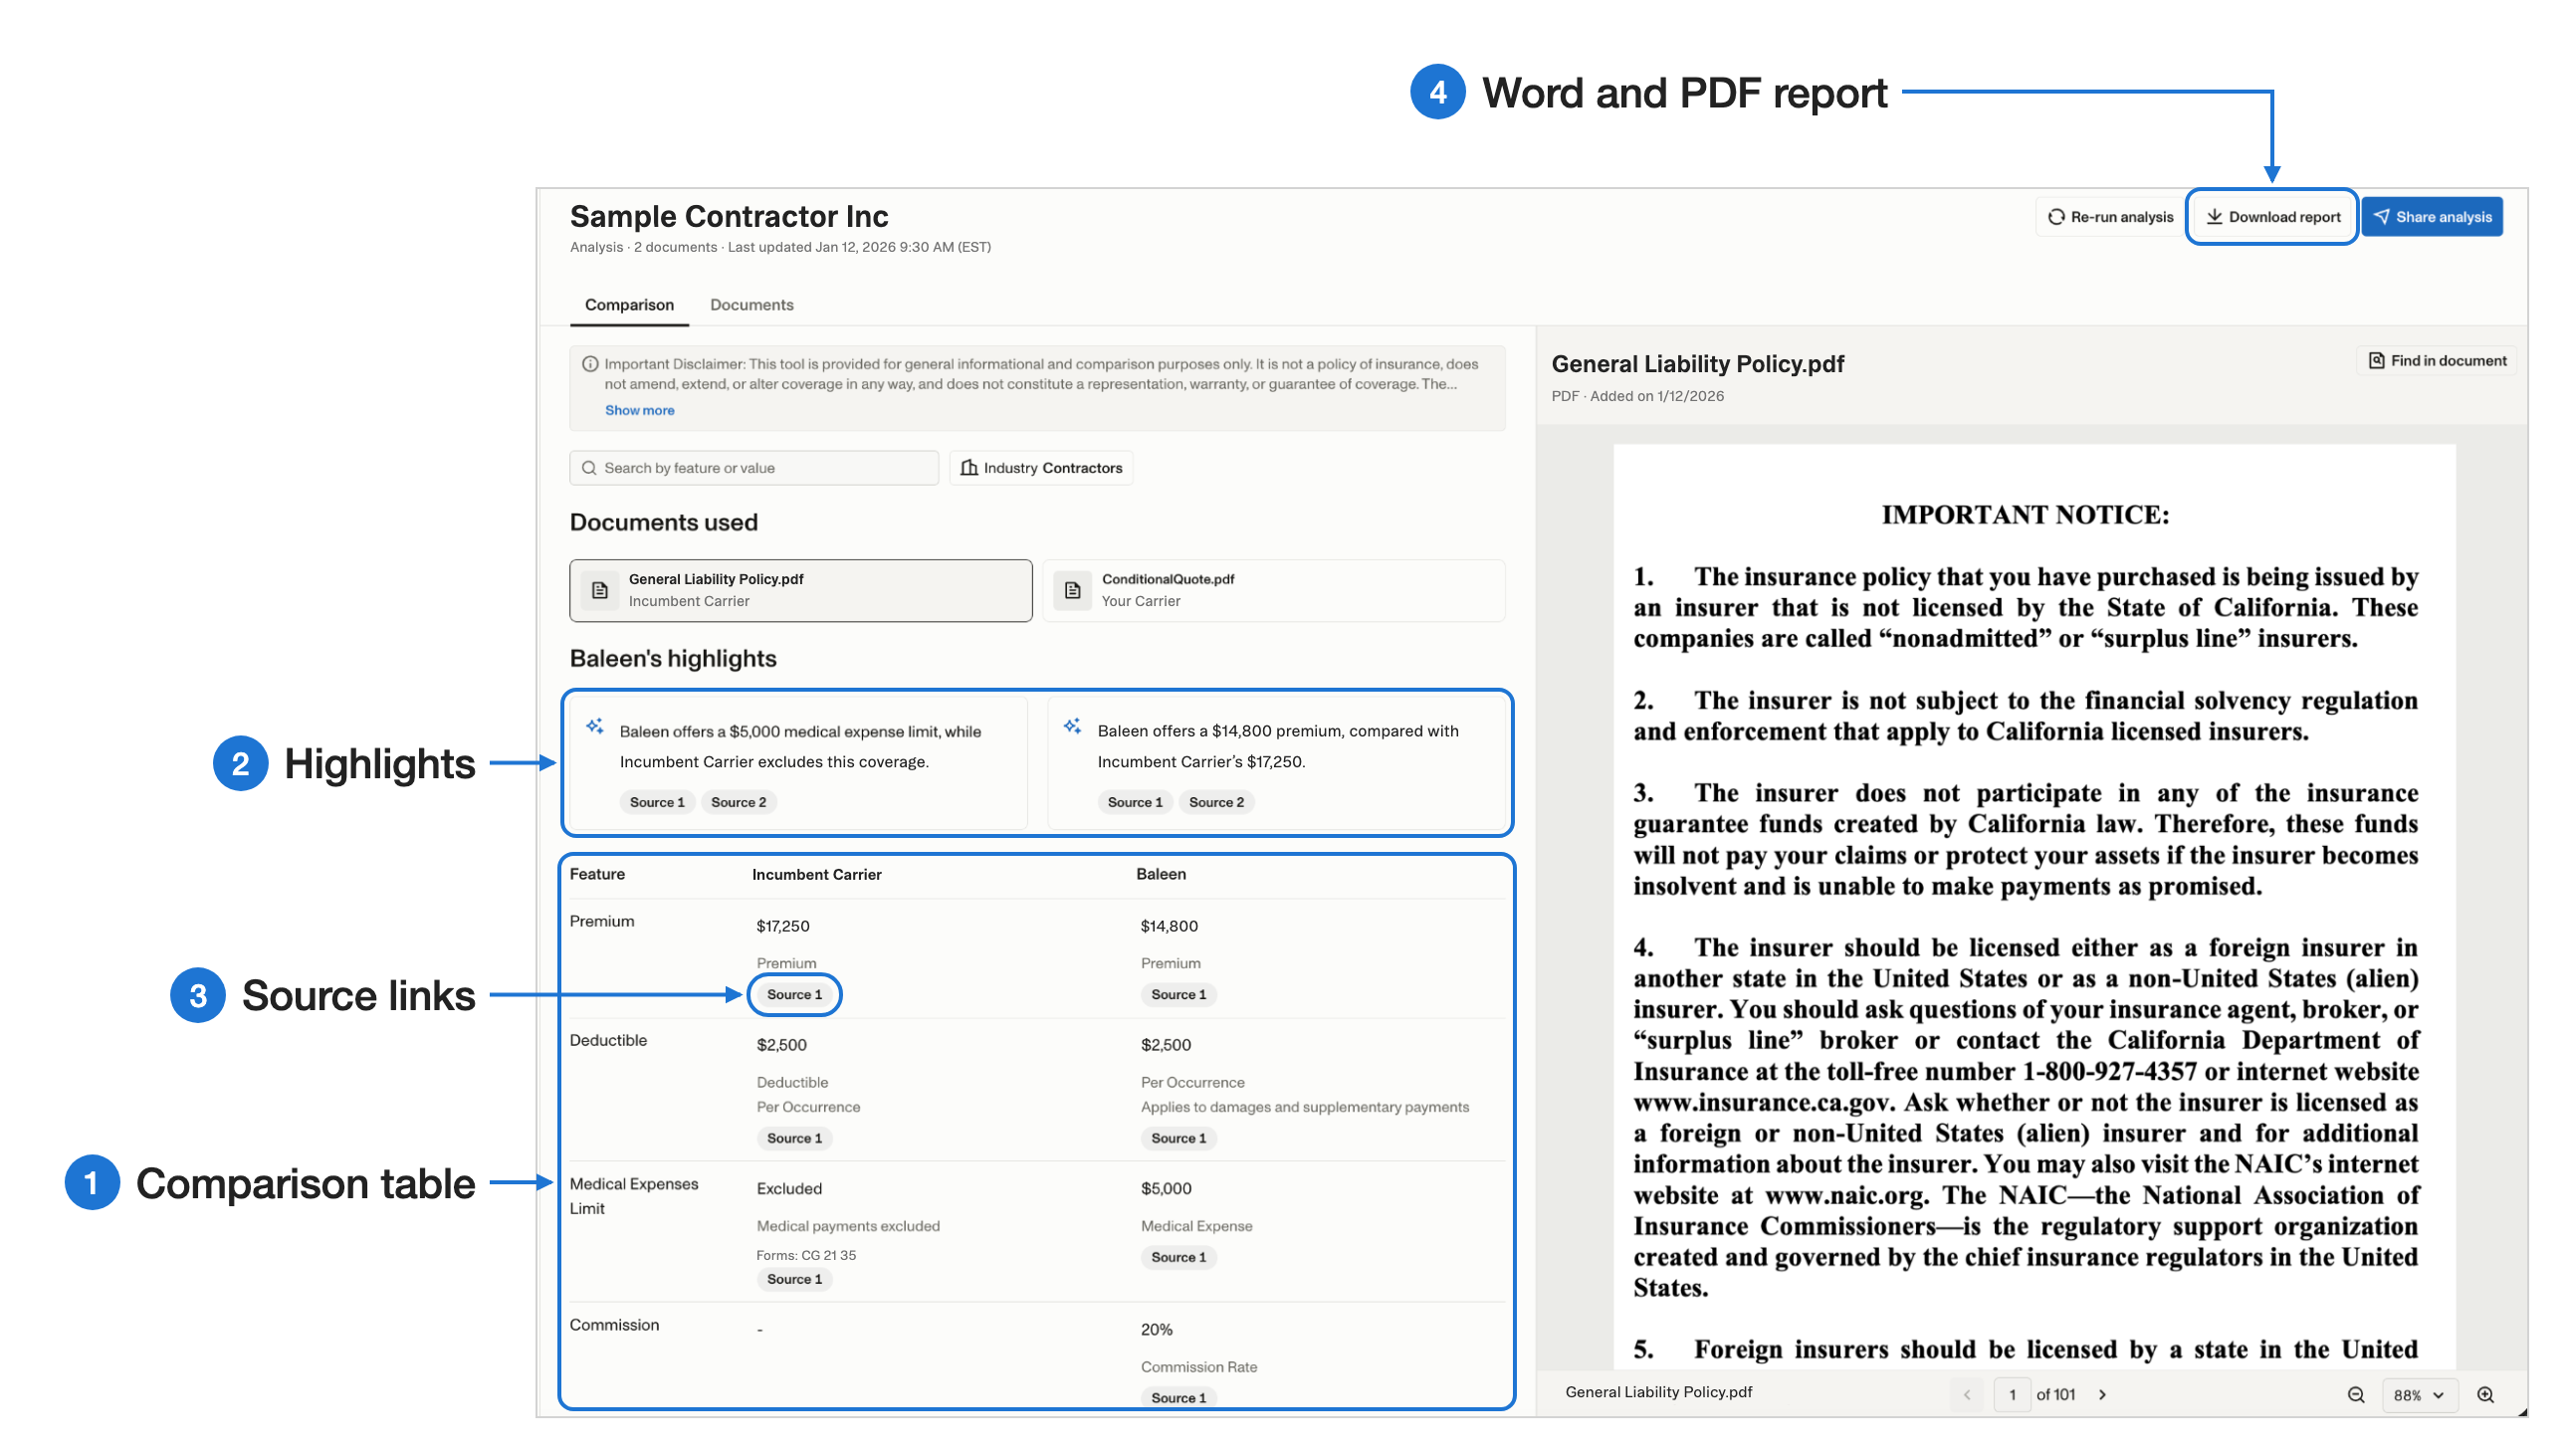 4 Word and PDF report
Sample Contractor Inc
Analysis · 2 documents · Last updated Jan 12, 2026 9:30 AM (EST)
Re-run analysis
Download report
Share analysis
Comparison
Documents
Important Disclaimer: This tool is provided for general informational and comparison purposes only. It is not a policy of insurance, does
not amend, extend, or alter coverage in any way, and does not constitute a representation, warranty, or guarantee of coverage. The...
Show more
Search by feature or value
Industry Contractors
Documents used
General Liability Policy.pdf
Incumbent Carrier
ConditionalQuote.pdf
Your Carrier
Baleen's highlights
2 Highlights
Baleen offers a $5,000 medical expense limit, while
Incumbent Carrier excludes this coverage.
Source 1 Source 2
Baleen offers a $14,800 premium, compared with
Incumbent Carrier’s $17,250.
Source 1 Source 2
Feature Incumbent Carrier Baleen
Premium
$17,250 $14,800
Premium Premium
3 Source links
Source 1 Source 1
Deductible
$2,500 $2,500
Deductible Per Occurrence
Per Occurrence Applies to damages and supplementary payments
Source 1 Source 1
1 Comparison table
Medical Expenses
Limit
Excluded $5,000
Medical payments excluded Medical Expense
Forms: CG 21 35
Source 1 Source 1
Commission
- 20%
Commission Rate
Source 1
General Liability Policy.pdf
PDF · Added on 1/12/2026
Find in document
IMPORTANT NOTICE:
1. The insurance policy that you have purchased is being issued by
an insurer that is not licensed by the State of California. These
companies are called “nonadmitted” or “surplus line” insurers.
2. The insurer is not subject to the financial solvency regulation
and enforcement that apply to California licensed insurers.
3. The insurer does not participate in any of the insurance
guarantee funds created by California law. Therefore, these funds
will not pay your claims or protect your assets if the insurer becomes
insolvent and is unable to make payments as promised.
4. The insurer should be licensed either as a foreign insurer in
another state in the United States or as a non-United States (alien)
insurer. You should ask questions of your insurance agent, broker, or
“surplus line” broker or contact the California Department of
Insurance at the toll-free number 1-800-927-4357 or internet website
www.insurance.ca.gov. Ask whether or not the insurer is licensed as
a foreign or non-United States (alien) insurer and for additional
information about the insurer. You may also visit the NAIC’s internet
website at www.naic.org. The NAIC—the National Association of
Insurance Commissioners—is the regulatory support organization
created and governed by the chief insurance regulators in the United
States.
5. Foreign insurers should be licensed by a state in the United
General Liability Policy.pdf
1 of 101
88%